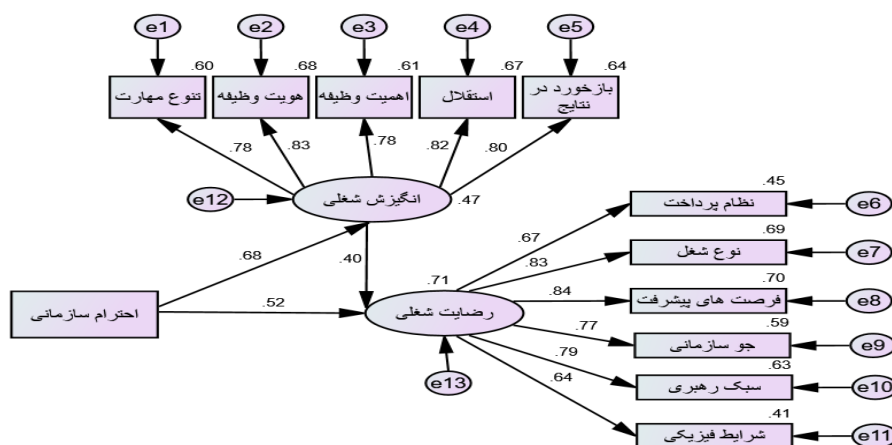 e1
e2
e3
e4
e5
.60
.68
.61
.67
.64
تنوع مهارت
هویت وظیفه
اهمیت وظیفه
استقلال
بازخورد در
نتایج
.78
.83
.78
.82
.80
e12
انگیزش شغلی
.47
.45
نظام پرداخت
e6
.68
.40
.67
.69
نوع شغل
e7
.83
.71
.70
فرصت های پیشرفت
e8
.84
احترام سازمانی
.52
رضایت شغلی
.59
جو سازمانی
e9
.77
.63
سبک رهبری
e10
.79
e13
.64
.41
شرایط فیزیکی
e11